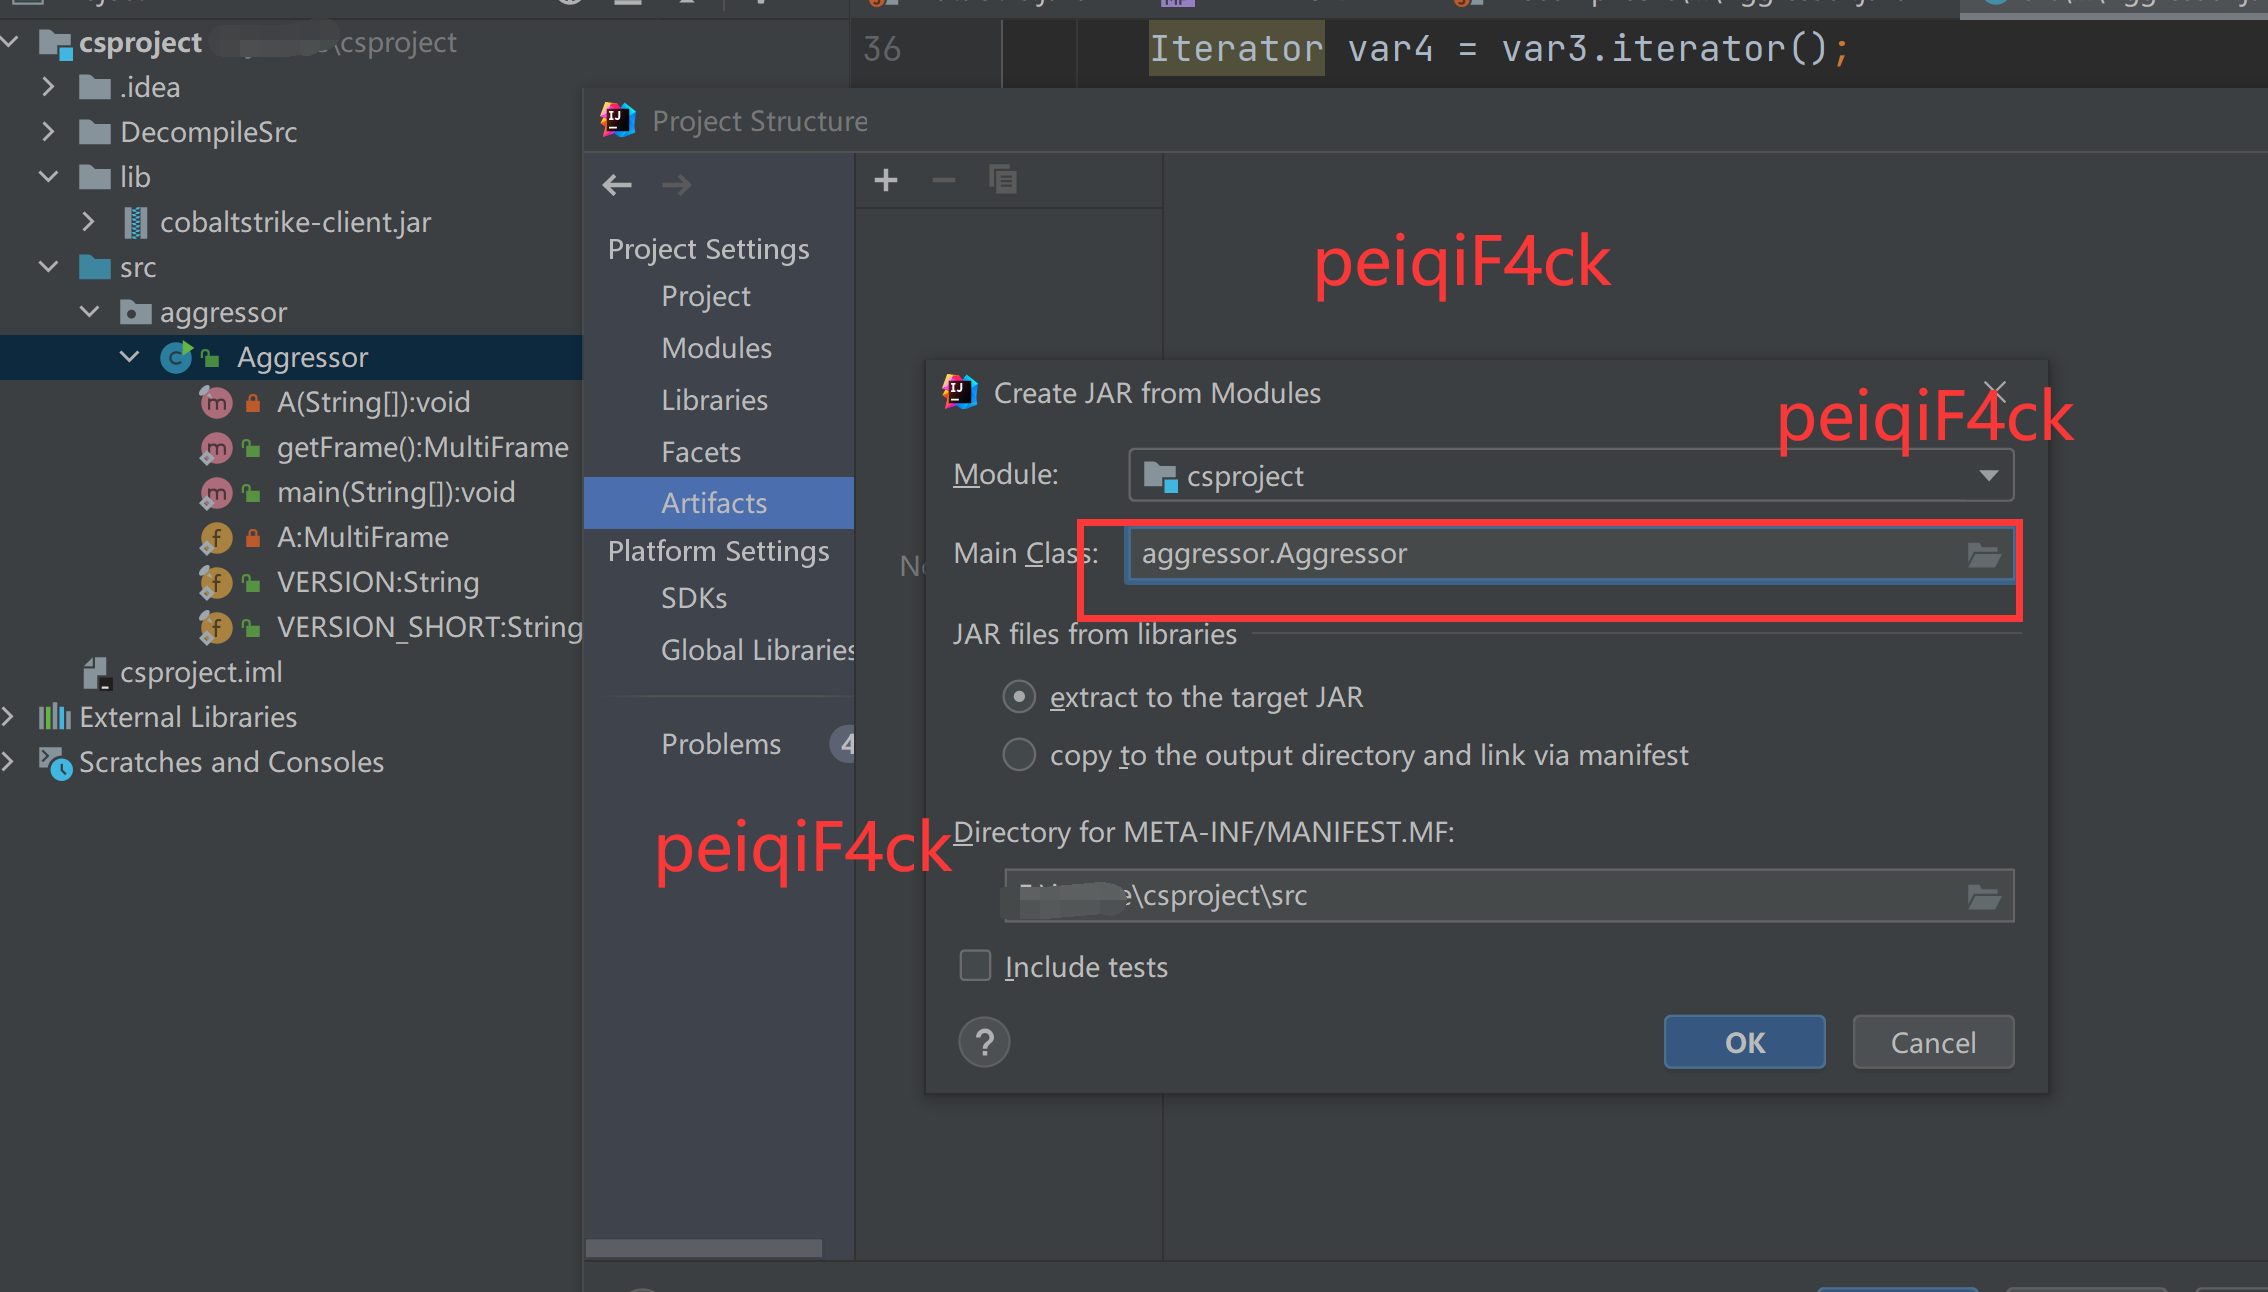 csproject \csproject
.idea
DecompileSrc
lib
cobaltstrike-client.jar
src
aggressor
Aggressor
A(String[]):void
getFrame():MultiFrame
main(String[]):void
A:MultiFrame
VERSION:String
VERSION_SHORT:String
csproject.iml
External Libraries
Scratches and Consoles
36 Iterator var4 = var3.iterator();
Project Structure
Project Settings
Project
Modules
Libraries
Facets
Artifacts
Platform Settings
SDKs
Global Libraries
Problems 4
peiqiF4ck
Create JAR from Modules
peiqiF4ck
Module: csproject
Main Class: aggressor.Aggressor
JAR files from libraries
extract to the target JAR
copy to the output directory and link via manifest
peiqiF4ck
Directory for META-INF/MANIFEST.MF:
\csproject\src
Include tests
? OK Cancel